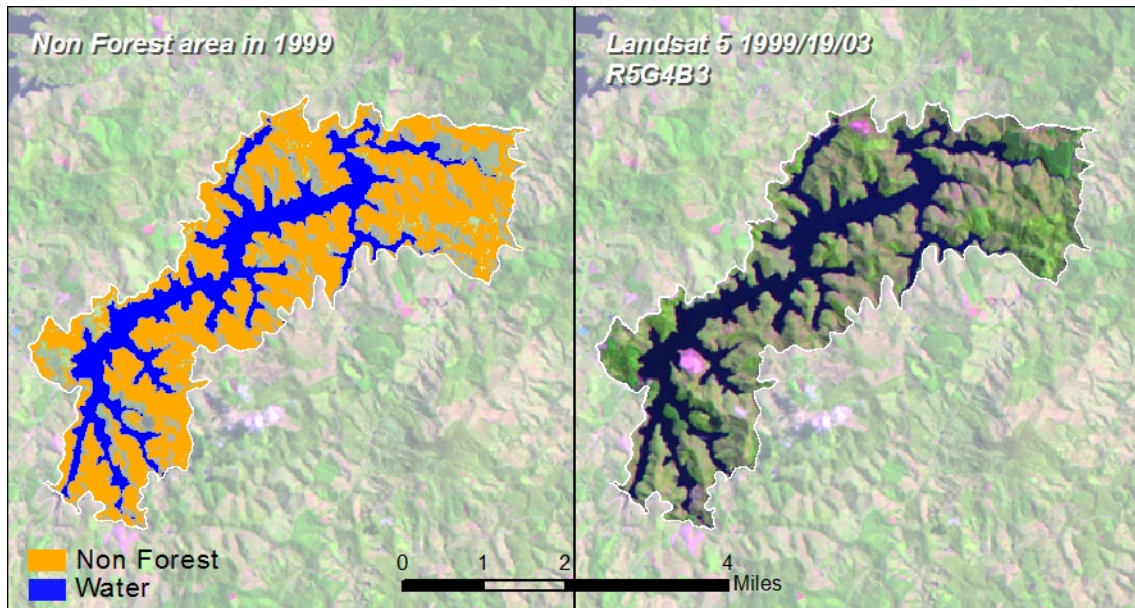 Non Forest area in 1999
Landsat 5 1999/19/03
R5G4B3
Non Forest
Water
0 1 2 4
Miles